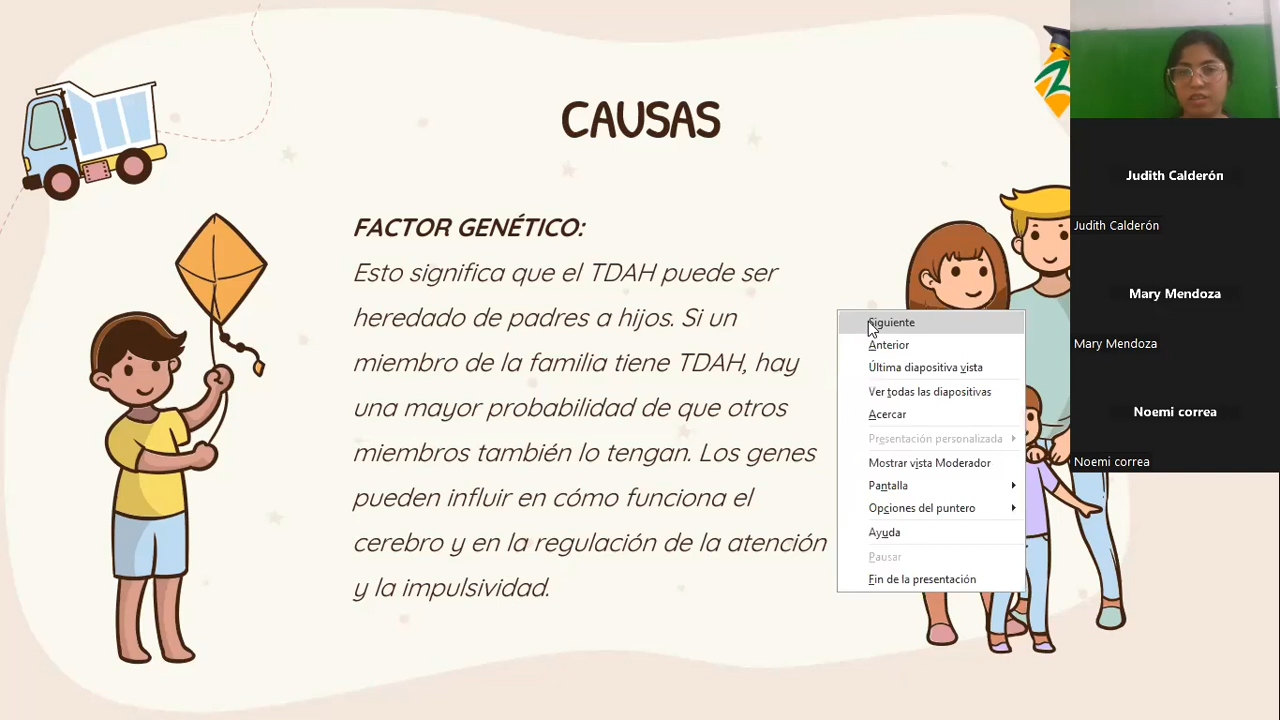 CAUSAS
FACTOR GENÉTICO:
Esto significa que el TDAH puede ser
heredado de padres a hijos. Si un
miembro de la familia tiene TDAH, hay
una mayor probabilidad de que otros
miembros también lo tengan. Los genes
pueden influir en cómo funciona el
cerebro y en la regulación de la atención
y la impulsividad.
Siguiente
Anterior
Última diapositiva vista
Ver todas las diapositivas
Acercar
Presentación personalizada
Mostrar vista Moderador
Pantalla
Opciones del puntero
Ayuda
Pausar
Fin de la presentación
Judith Calderón
Judith Calderón
Mary Mendoza
Mary Mendoza
Noemi correa
Noemi correa